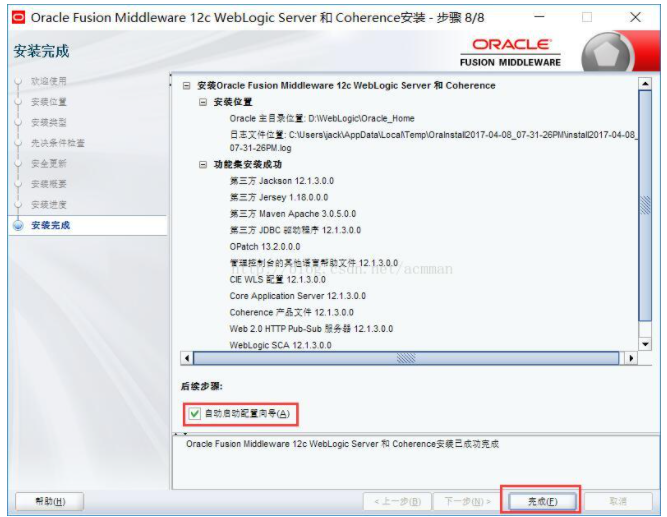 Oracle Fusion Middleware 12c WebLogic Server 和 Coherence安装 - 步骤 8/8
安装完成
ORACLE
FUSION MIDDLEWARE
欢迎使用
安装位置
安装类型
先决条件检查
安全更新
安装概要
安装进度
安装完成
安装Oracle Fusion Middleware 12c WebLogic Server 和 Coherence
安装位置
Oracle 主目录位置: D:\WebLogic\Oracle_Home
日志文件位置: C:\Users\jack\AppData\Local\Temp\OraInstall2017-04-08_07-31-26PM\install2017-04-08_
07-31-26PM.log
功能集安装成功
第三方 Jackson 12.1.3.0.0
第三方 Jersey 1.18.0.0.0
第三方 Maven Apache 3.0.5.0.0
第三方 JDBC 驱动程序 12.1.3.0.0
OPatch 13.2.0.0.0
管理控制台的其他语言帮助文件 12.1.3.0.0
http://blog.csdn.net/acmman
CIE WLS 配置 12.1.3.0.0
Core Application Server 12.1.3.0.0
Coherence 产品文件 12.1.3.0.0
Web 2.0 HTTP Pub-Sub 服务器 12.1.3.0.0
WebLogic SCA 12.1.3.0.0
后续步骤:
自动启动配置向导(A)
Oracle Fusion Middleware 12c WebLogic Server 和 Coherence安装已成功完成
帮助(H)
< 上一步(B)
下一步(N) >
完成(F)
取消